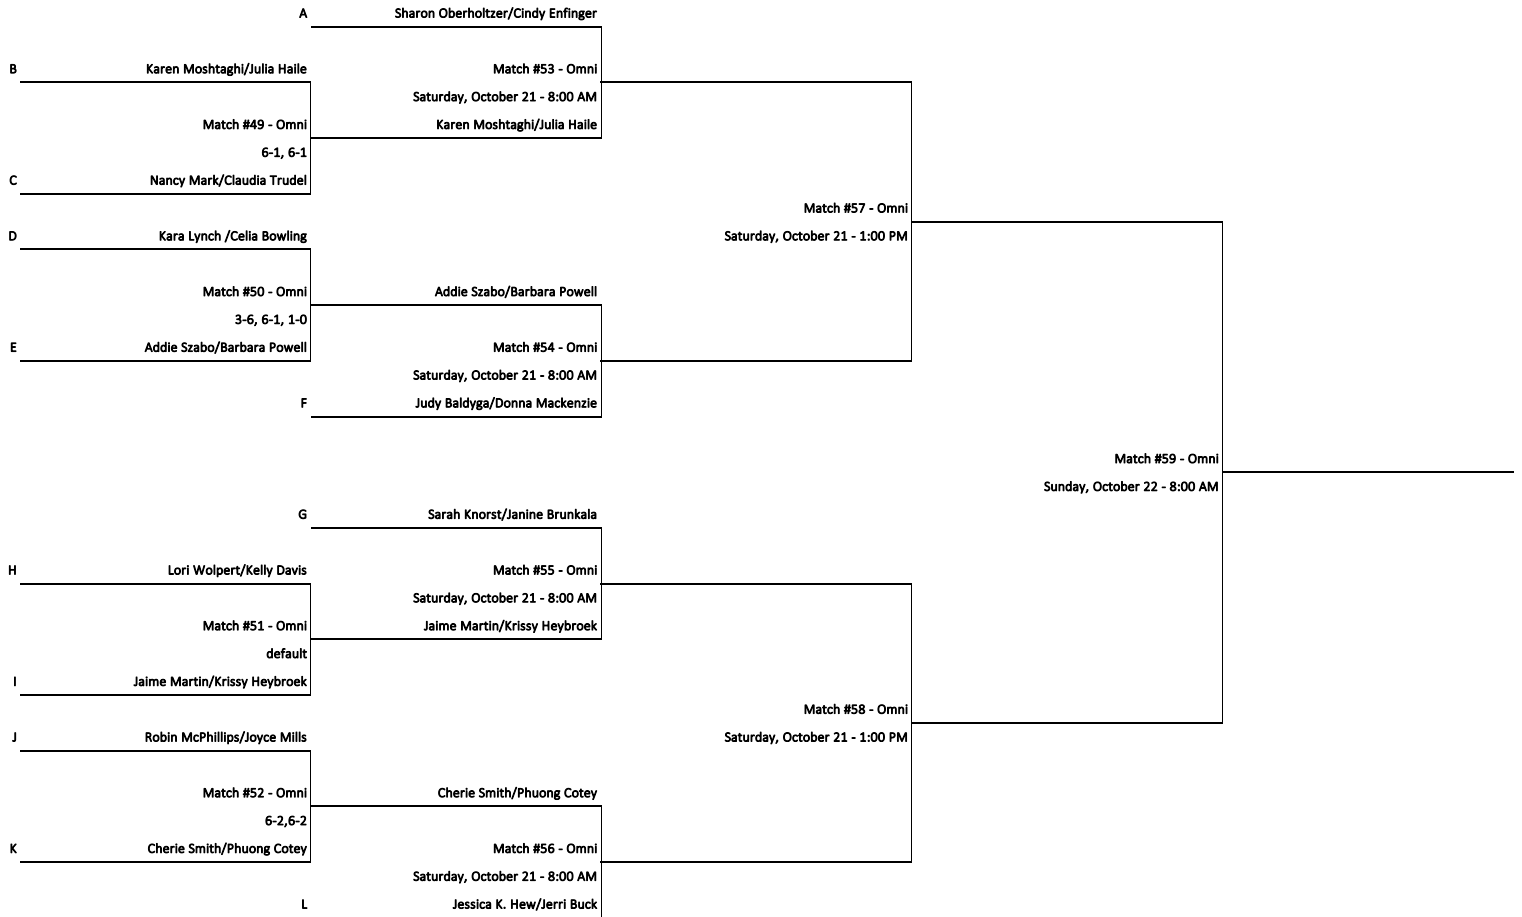 A Sharon Oberholtzer/Cindy Enfinger
B Karen Moshtaghi/Julia Haile Match #53 - Omni
Saturday, October 21 - 8:00 AM
Match #49 - Omni Karen Moshtaghi/Julia Haile
6-1, 6-1
C Nancy Mark/Claudia Trudel
Match #57 - Omni
D Kara Lynch /Celia Bowling Saturday, October 21 - 1:00 PM
Match #50 - Omni Addie Szabo/Barbara Powell
3-6, 6-1, 1-0
E Addie Szabo/Barbara Powell Match #54 - Omni
Saturday, October 21 - 8:00 AM
F Judy Baldyga/Donna Mackenzie
Match #59 - Omni
Sunday, October 22 - 8:00 AM
G Sarah Knorst/Janine Brunkala
H Lori Wolpert/Kelly Davis Match #55 - Omni
Saturday, October 21 - 8:00 AM
Match #51 - Omni Jaime Martin/Krissy Heybroek
default
I Jaime Martin/Krissy Heybroek
Match #58 - Omni
J Robin McPhillips/Joyce Mills Saturday, October 21 - 1:00 PM
Match #52 - Omni Cherie Smith/Phuong Cotey
6-2,6-2
K Cherie Smith/Phuong Cotey Match #56 - Omni
Saturday, October 21 - 8:00 AM
L Jessica K. Hew/Jerri Buck